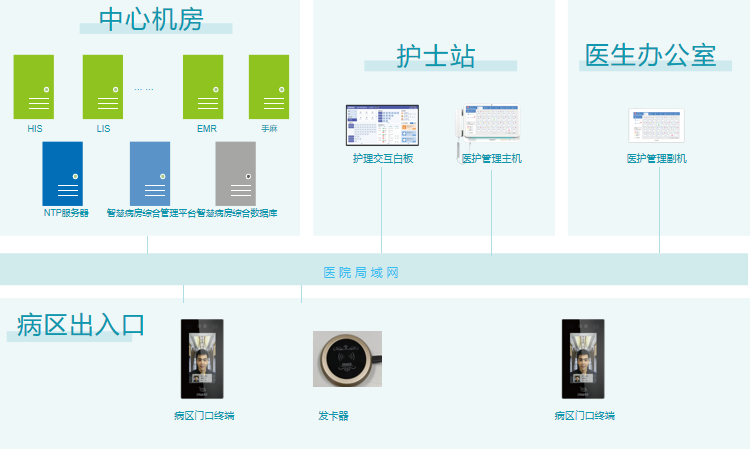 中心机房
护士站
医生办公室
... ...
HIS
LIS
EMR
手麻
护理交互白板
医护管理主机
医护管理副机
NTP服务器
智慧病房综合管理平台
智慧病房综合数据库
医院局域网
病区出入口
病区门口终端
发卡器
病区门口终端